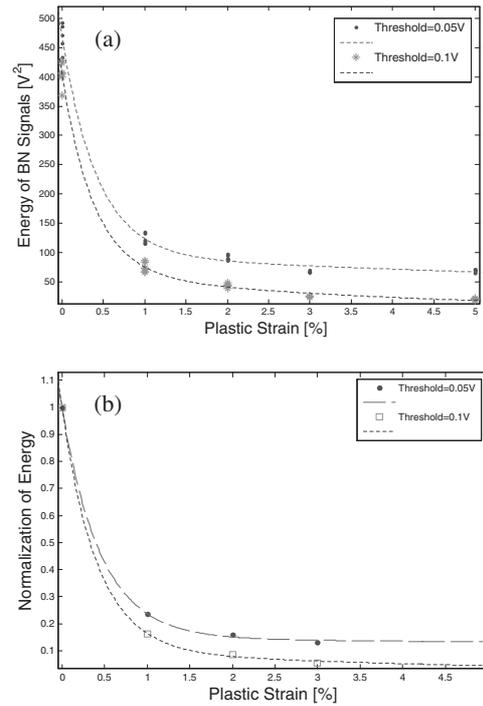 (a)
Threshold=0.05V
Threshold=0.1V
Energy of BN Signals [V²]
500
450
400
350
300
250
200
150
100
50
0 0.5 1 1.5 2 2.5 3 3.5 4 4.5 5
Plastic Strain [%]
(b)
Threshold=0.05V
Threshold=0.1V
Normalization of Energy
1.1
1
0.9
0.8
0.7
0.6
0.5
0.4
0.3
0.2
0.1
0 0.5 1 1.5 2 2.5 3 3.5 4 4.5
Plastic Strain [%]